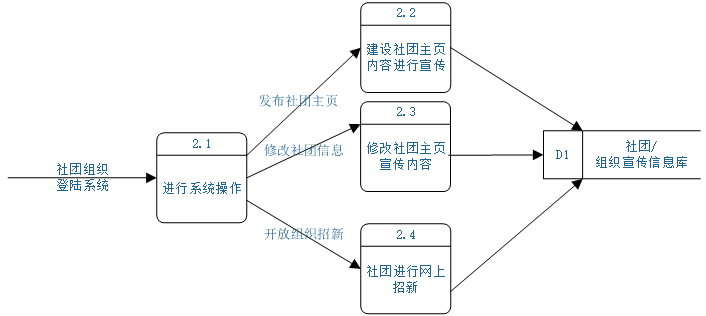 2.2
建设社团主页
内容进行宣传
发布社团主页
2.3
修改社团主页
宣传内容
2.1
进行系统操作
修改社团信息
社团组织
登陆系统
D1
社团/
组织宣传信息库
开放组织招新
2.4
社团进行网上
招新